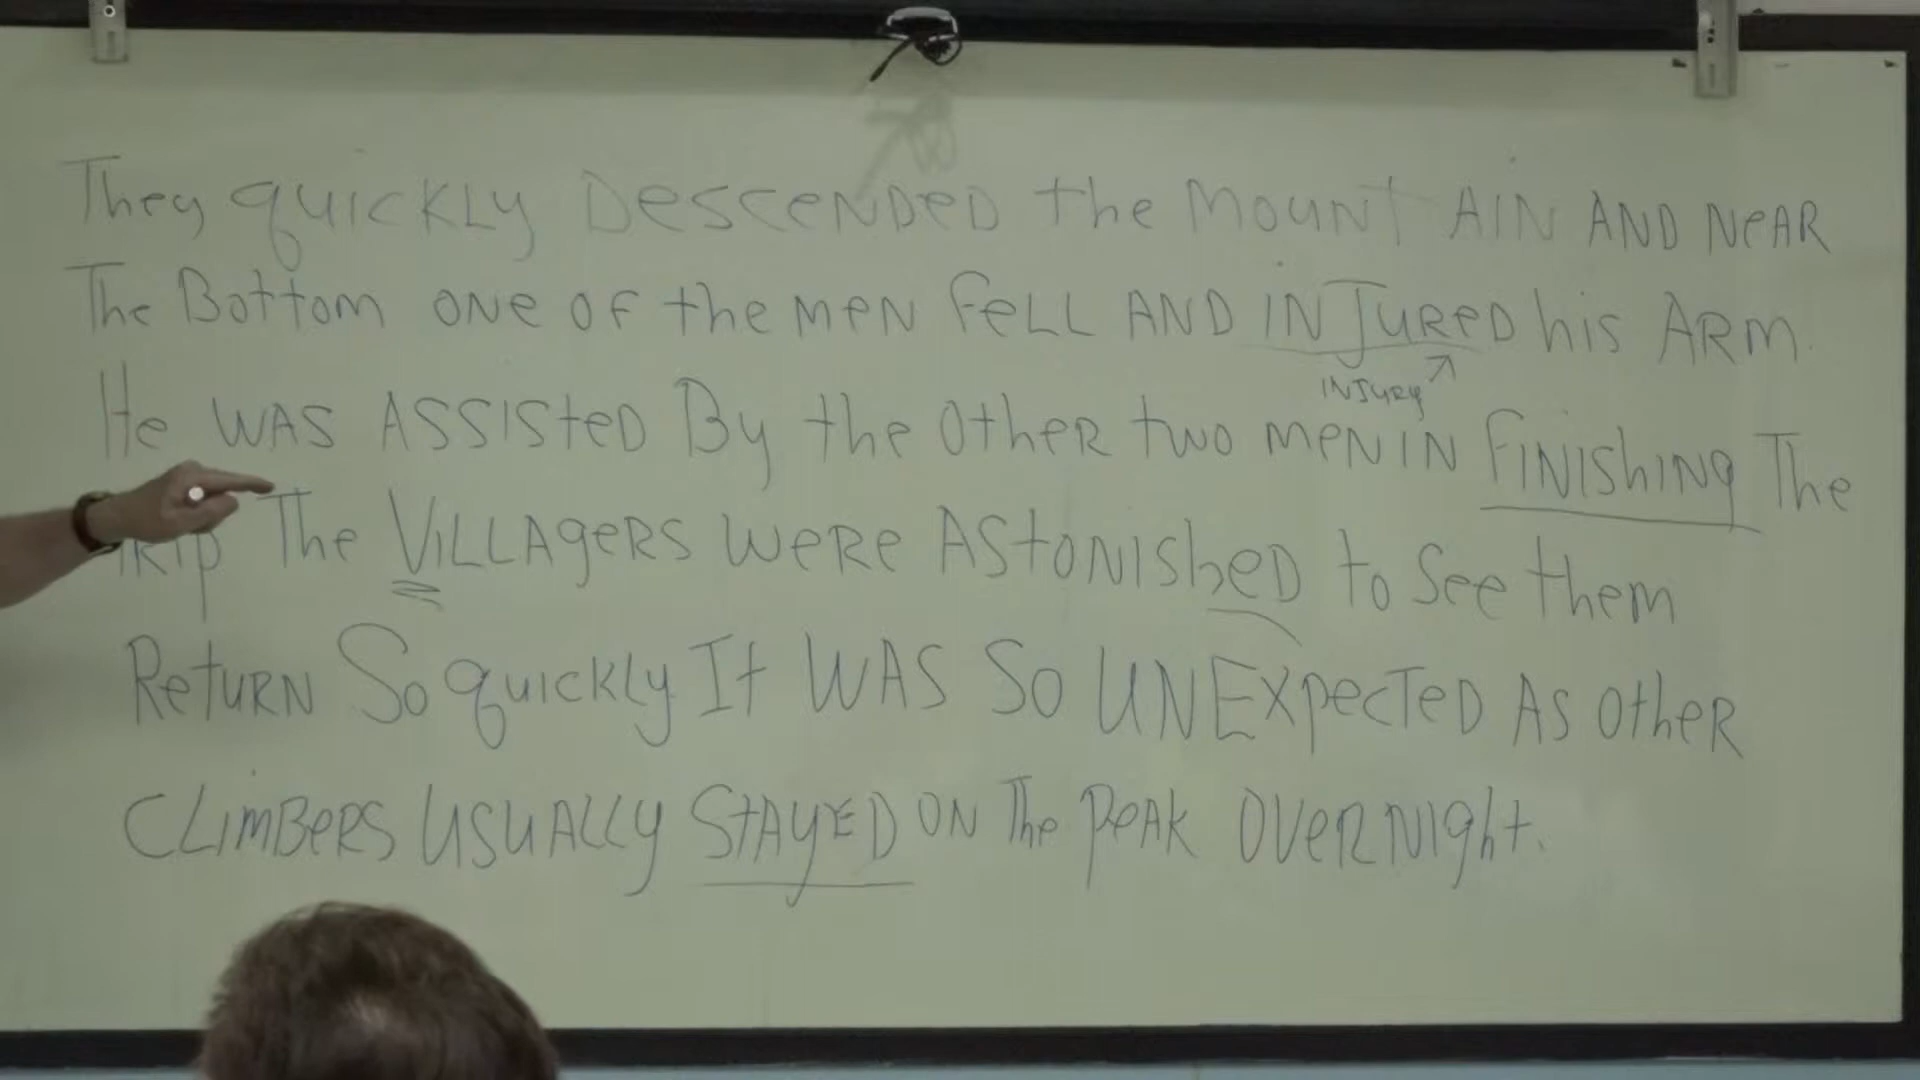 They quickLy DesceNDeD the MOUNT AIN AND NeAR
The Bottom ONe OF the meN feLL AND INJUReD his ARM.
INJURy
He WAS ASSISteD By the OtheR two meN IN FINIShINg The
TRIP The ViLLAgeRS WeRe AStONISheD to See them
RetURN So quickLy It WAS So UNExpecTeD AS OtheR
CLimBeRS USUALLy STAYED ON The PeAK OVeRNIght.